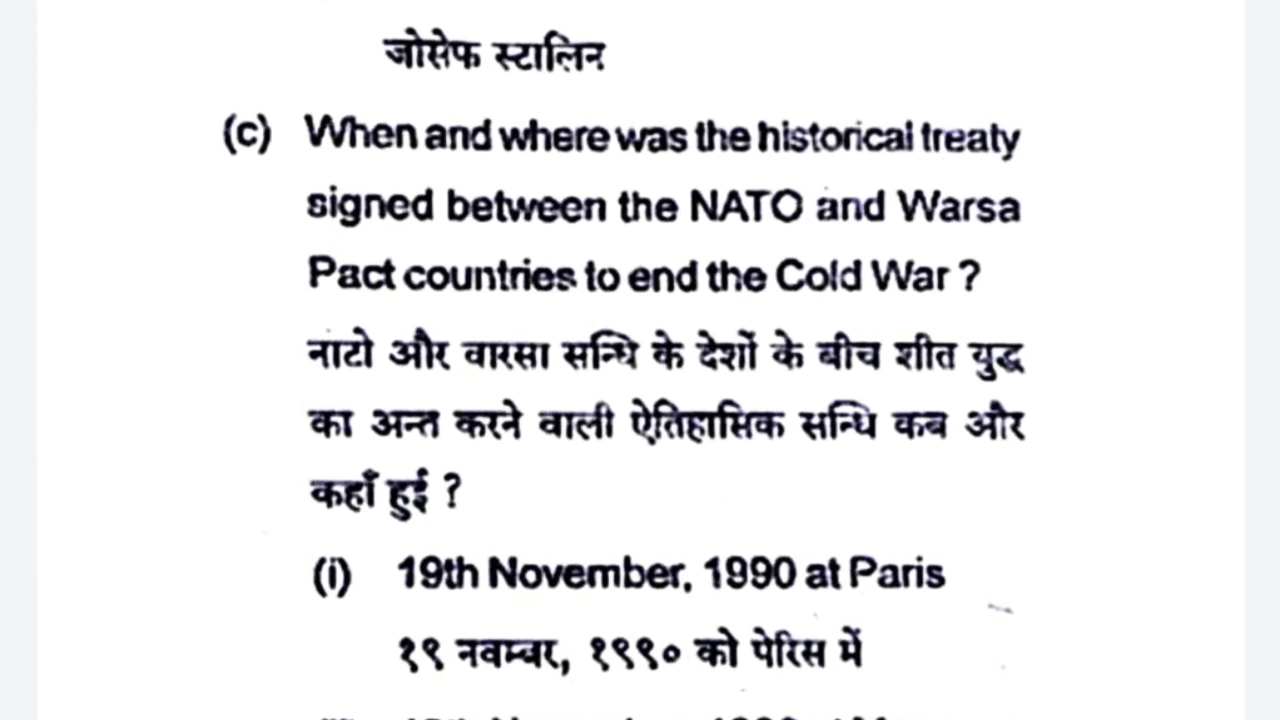 जोसेफ स्टालिन
(c) When and where was the historical treaty
signed between the NATO and Warsa
Pact countries to end the Cold War ?
नाटो और वारसा सन्धि के देशों के बीच शीत युद्ध
का अन्त करने वाली ऐतिहासिक सन्धि कब और
कहाँ हुई ?
(i) 19th November, 1990 at Paris
१९ नवम्बर, १९९० को पेरिस में